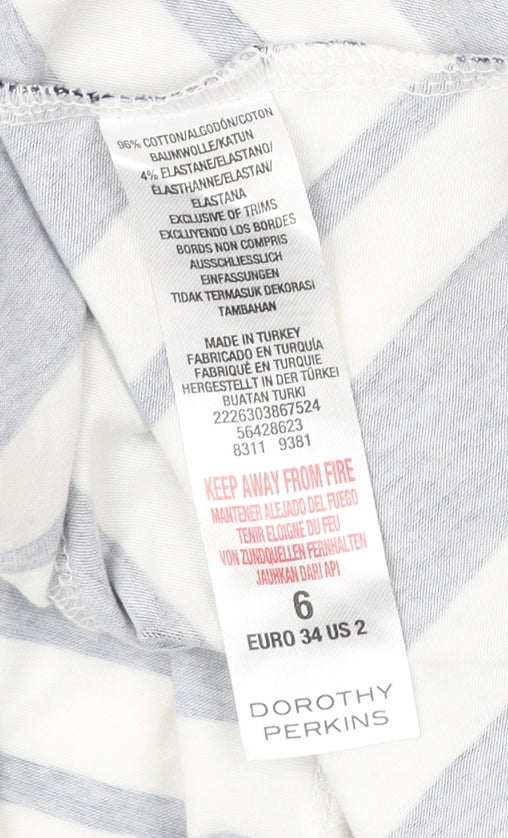 96% COTTON/ALGODÓN/COTON
BAUMWOLLE/KATUN
4% ELASTANE/ELASTANO/
ÉLASTHANNE/ELASTAN/
ELASTANA
EXCLUSIVE OF TRIMS
EXCLUYENDO LOS BORDES
BORDS NON COMPRIS
AUSSCHLIESSLICH
EINFASSUNGEN
TIDAK TERMASUK DEKORASI
TAMBAHAN
MADE IN TURKEY
FABRICADO EN TURQUÍA
FABRIQUÉ EN TURQUIE
HERGESTELLT IN DER TÜRKEI
BUATAN TURKI
2226303867524
56428623
8311 9381
KEEP AWAY FROM FIRE
MANTENER ALEJADO DEL FUEGO
TENIR ELOIGNE DU FEU
VON ZUNDQUELLEN FERNHALTEN
JAUHKAN DARI API
6
EURO 34 US 2
DOROTHY
PERKINS